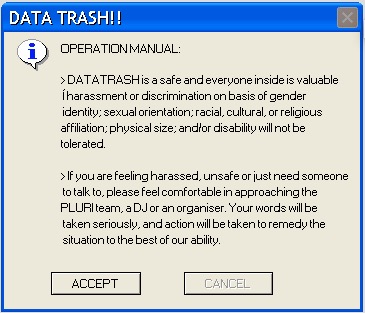 DATA TRASH!!
OPERATION MANUAL:
> DATATRASH is a safe and everyone inside is valuable
Í harassment or discrimination on basis of gender
identity; sexual orientation; racial, cultural, or religious
affiliation; physical size; and/or disability will not be
tolerated.
> If you are feeling harassed, unsafe or just need someone
to talk to, please feel comfortable in approaching the
PLURI team, a DJ or an organiser. Your words will be
taken seriously, and action will be taken to remedy the
situation to the best of our ability.
ACCEPT
CANCEL